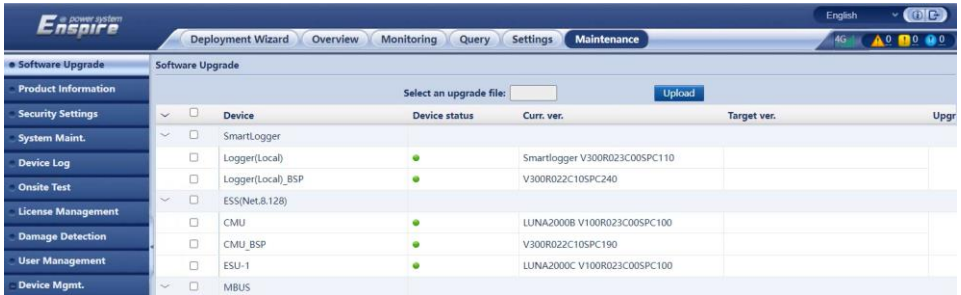 Enspire power system
English
Deployment Wizard Overview Monitoring Query Settings Maintenance
4G 0 0 0
Software Upgrade
Product Information
Security Settings
System Maint.
Device Log
Onsite Test
License Management
Damage Detection
User Management
Device Mgmt.
Software Upgrade
Select an upgrade file: Upload
Device Device status Curr. ver. Target ver. Upgr
SmartLogger
Logger(Local) Smartlogger V300R023C00SPC110
Logger(Local)_BSP V300R022C10SPC240
ESS(Net.8.128)
CMU LUNA2000B V100R023C00SPC100
CMU_BSP V300R022C10SPC190
ESU-1 LUNA2000C V100R023C00SPC100
MBUS